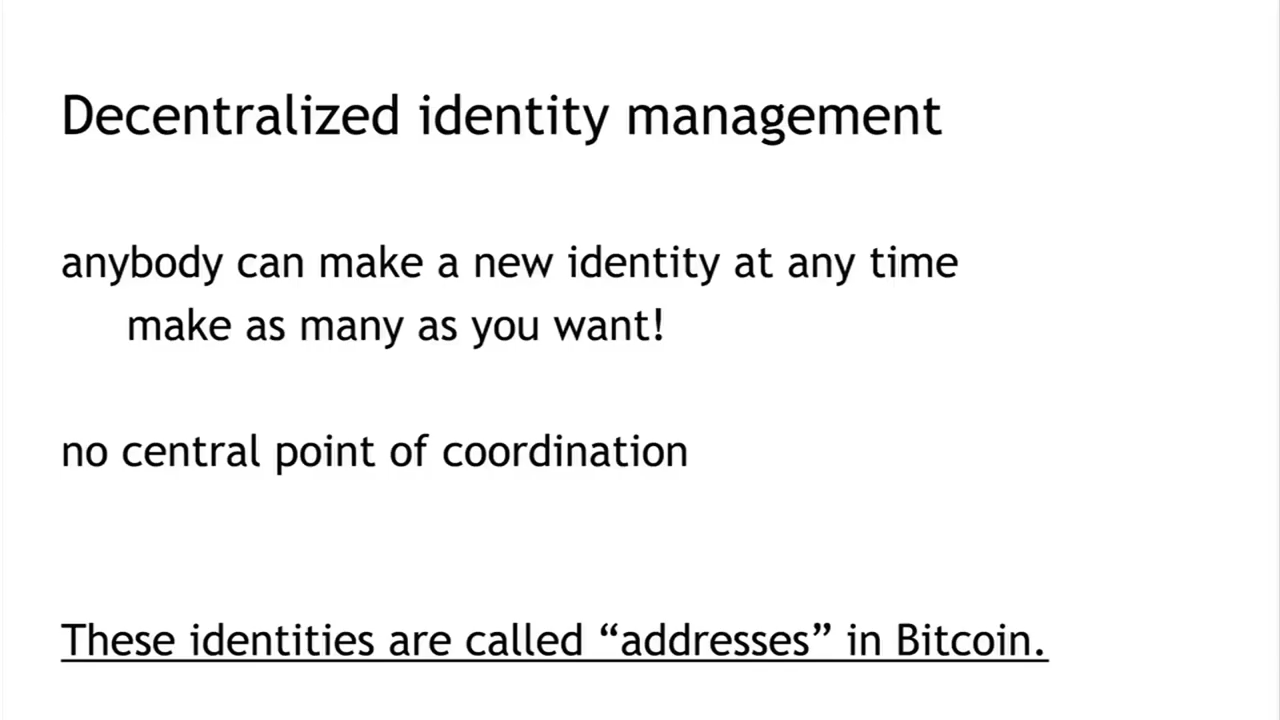 Decentralized identity management
anybody can make a new identity at any time
make as many as you want!
no central point of coordination
These identities are called “addresses” in Bitcoin.